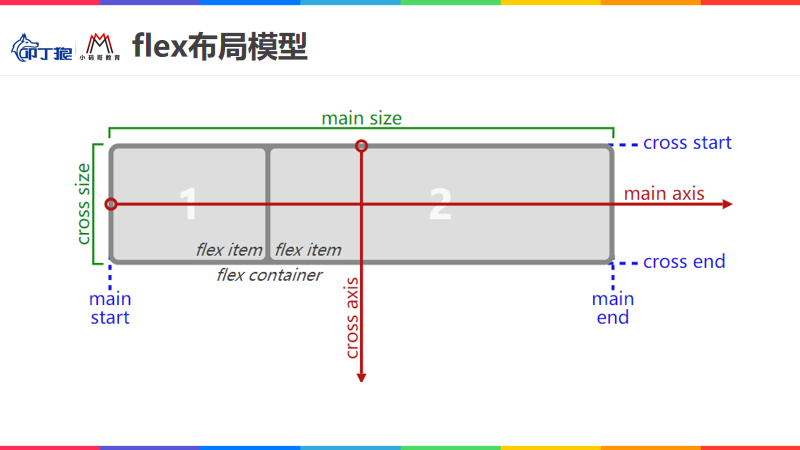 叩丁狼
小码哥教育
flex布局模型
main size
cross start
cross size
1
2
main axis
flex item
flex item
cross end
flex container
main
start
cross axis
main
end